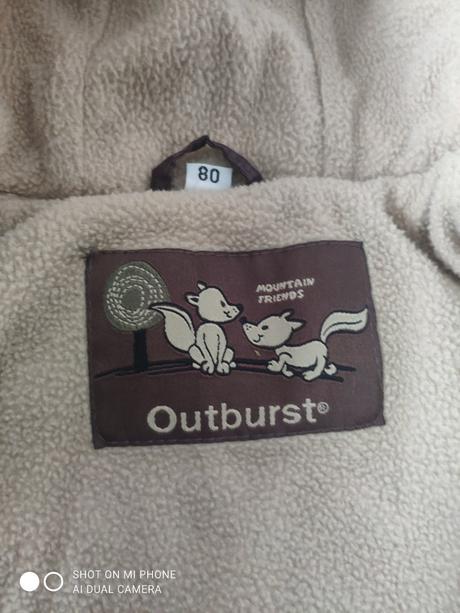 80
MOUNTAIN
FRIENDS
Outburst®
SHOT ON MI PHONE
AI DUAL CAMERA